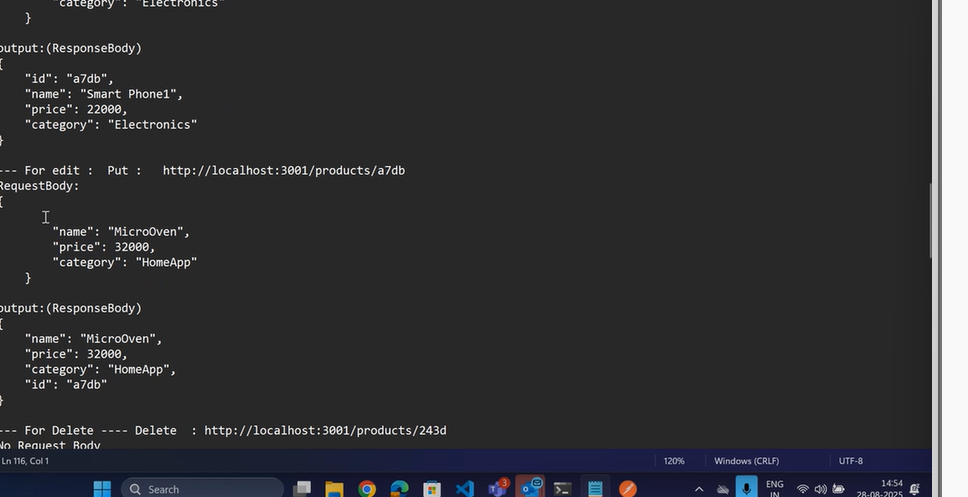 "category": "Electronics"
}
output:(ResponseBody)
{
"id": "a7db",
"name": "Smart Phone1",
"price": 22000,
"category": "Electronics"
}
--- For edit :  Put :   http://localhost:3001/products/a7db
RequestBody:
{
"name": "MicroOven",
"price": 32000,
"category": "HomeApp"
}
output:(ResponseBody)
{
"name": "MicroOven",
"price": 32000,
"category": "HomeApp",
"id": "a7db"
}
--- For Delete ---- Delete  : http://localhost:3001/products/243d
No Request Body
Ln 116, Col 1 120% Windows (CRLF) UTF-8
Search 3 ENG IN 14:54 28-08-2025